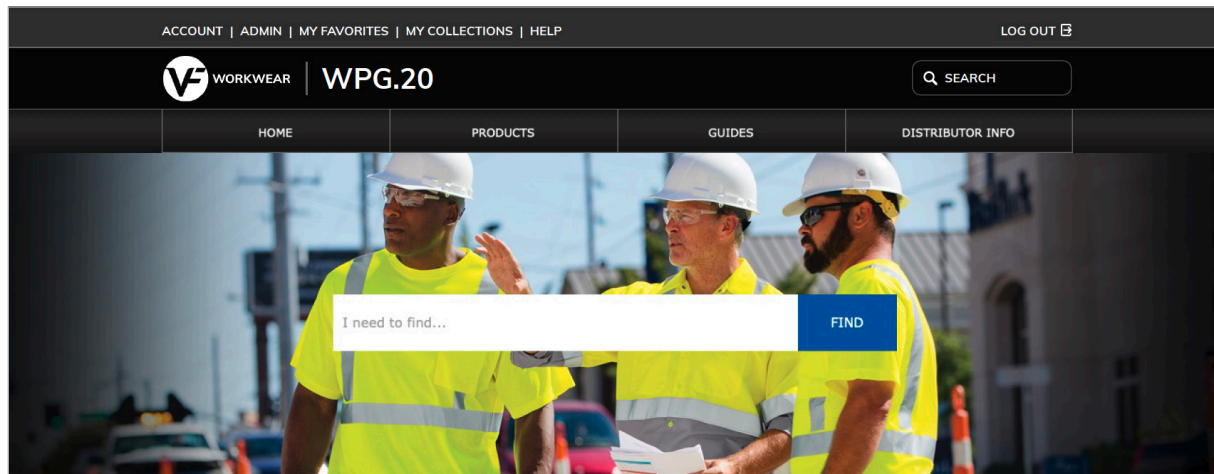 ACCOUNT | ADMIN | MY FAVORITES | MY COLLECTIONS | HELP
LOG OUT
VF WORKWEAR | WPG.20
SEARCH
HOME
PRODUCTS
GUIDES
DISTRIBUTOR INFO
I need to find...
FIND